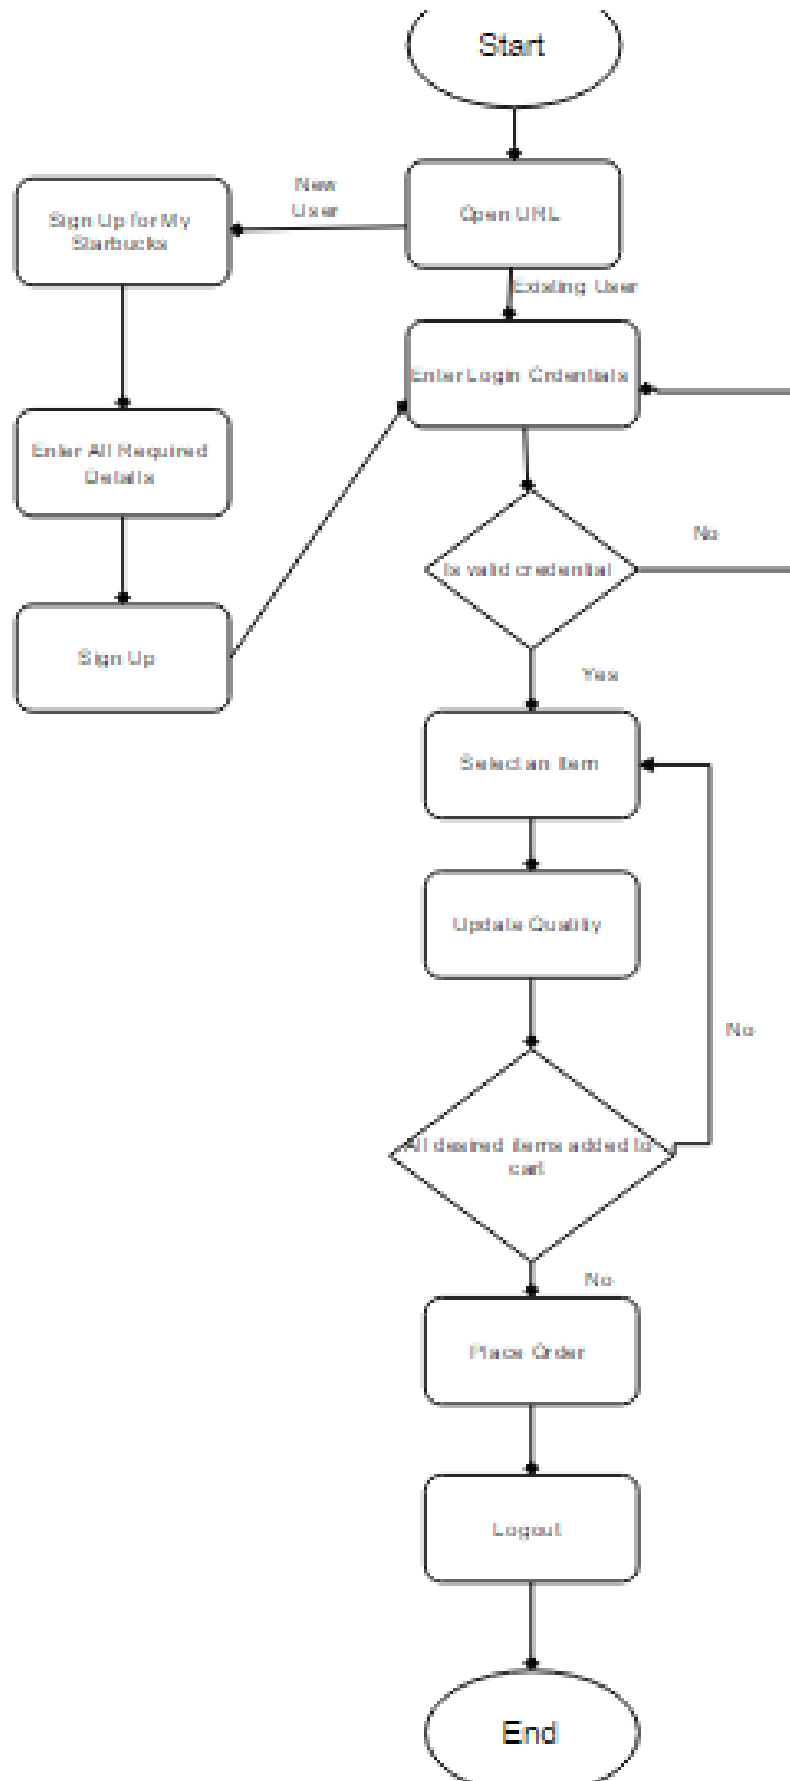 Start
New
User
Open URL
Sign Up for My
Starbucks
Existing User
Enter Login Crdentials
Enter All Required
Details
No
Is valid credential
Sign Up
Yes
Select an Item
Update Quality
No
All desired items added to
cart
No
Place Order
Logout
End